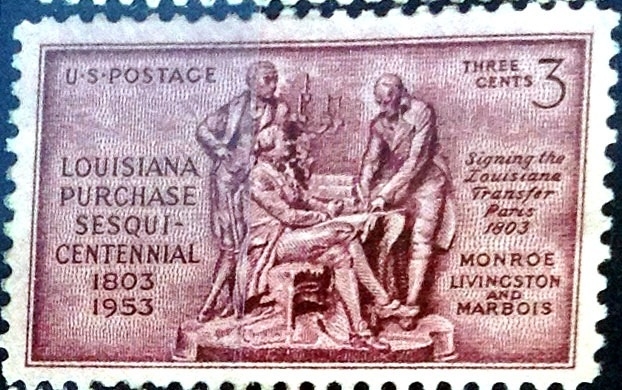 U·S·POSTAGE
THREE
CENTS 3
LOUISIANA
PURCHASE
SESQUI-
CENTENNIAL
1803
1953
Signing the
Louisiana
Transfer
Paris
1803
MONROE
LIVINGSTON
AND
MARBOIS